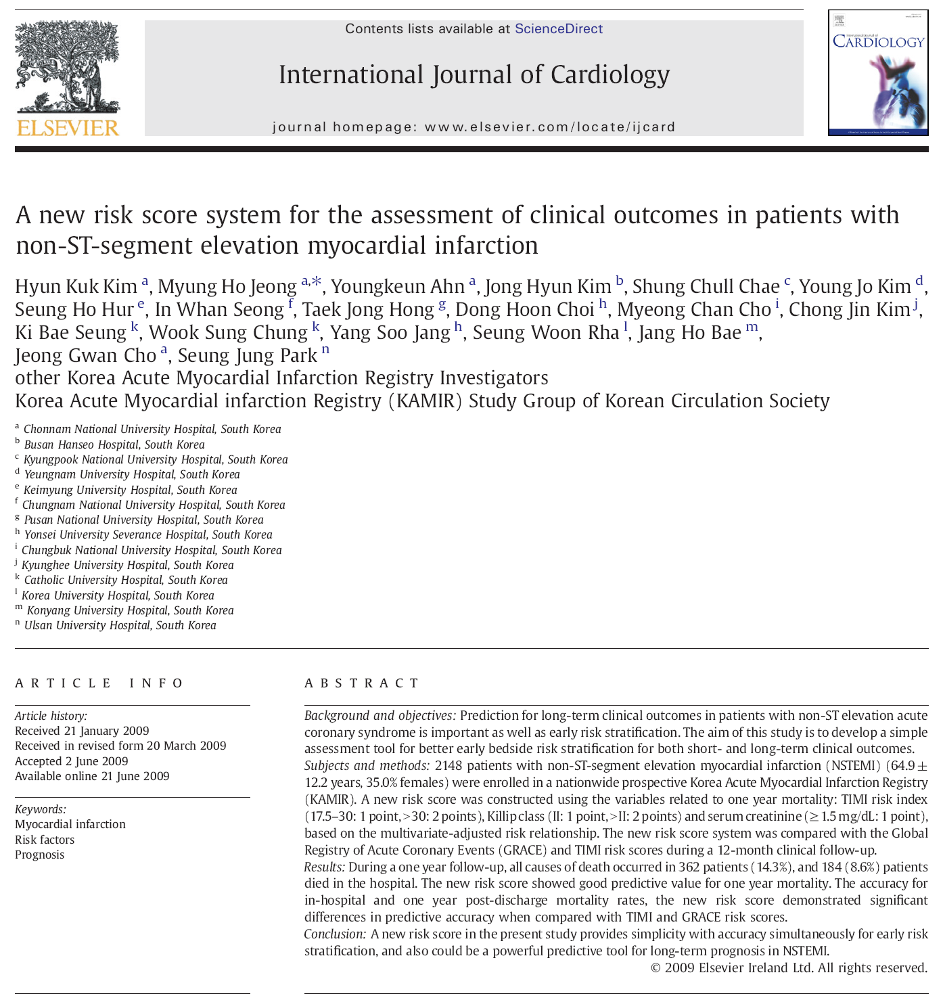 Contents lists available at ScienceDirect
International Journal of Cardiology
journal homepage: www.elsevier.com/locate/ijcard
ELSEVIER
International Journal of
CARDIOLOGY
A new risk score system for the assessment of clinical outcomes in patients with
non-ST-segment elevation myocardial infarction
Hyun Kuk Kim a, Myung Ho Jeong a,*, Youngkeun Ahn a, Jong Hyun Kim b, Shung Chull Chae c, Young Jo Kim d,
Seung Ho Hur e, In Whan Seong f, Taek Jong Hong g, Dong Hoon Choi h, Myeong Chan Cho i, Chong Jin Kim j,
Ki Bae Seung k, Wook Sung Chung k, Yang Soo Jang h, Seung Woon Rha l, Jang Ho Bae m,
Jeong Gwan Cho a, Seung Jung Park n
other Korea Acute Myocardial Infarction Registry Investigators
Korea Acute Myocardial infarction Registry (KAMIR) Study Group of Korean Circulation Society
a Chonnam National University Hospital, South Korea
b Busan Hanseo Hospital, South Korea
c Kyungpook National University Hospital, South Korea
d Yeungnam University Hospital, South Korea
e Keimyung University Hospital, South Korea
f Chungnam National University Hospital, South Korea
g Pusan National University Hospital, South Korea
h Yonsei University Severance Hospital, South Korea
i Chungbuk National University Hospital, South Korea
j Kyunghee University Hospital, South Korea
k Catholic University Hospital, South Korea
l Korea University Hospital, South Korea
m Konyang University Hospital, South Korea
n Ulsan University Hospital, South Korea
ARTICLE INFO
Article history:
Received 21 January 2009
Received in revised form 20 March 2009
Accepted 2 June 2009
Available online 21 June 2009
Keywords:
Myocardial infarction
Risk factors
Prognosis
ABSTRACT
Background and objectives: Prediction for long-term clinical outcomes in patients with non-ST elevation acute
coronary syndrome is important as well as early risk stratification. The aim of this study is to develop a simple
assessment tool for better early bedside risk stratification for both short- and long-term clinical outcomes.
Subjects and methods: 2148 patients with non-ST-segment elevation myocardial infarction (NSTEMI) (64.9 ±
12.2 years, 35.0% females) were enrolled in a nationwide prospective Korea Acute Myocardial Infarction Registry
(KAMIR). A new risk score was constructed using the variables related to one year mortality: TIMI risk index
(17.5–30: 1 point, >30: 2 points), Killip class (II: 1 point, >II: 2 points) and serum creatinine (≥1.5 mg/dL: 1 point),
based on the multivariate-adjusted risk relationship. The new risk score system was compared with the Global
Registry of Acute Coronary Events (GRACE) and TIMI risk scores during a 12-month clinical follow-up.
Results: During a one year follow-up, all causes of death occurred in 362 patients (14.3%), and 184 (8.6%) patients
died in the hospital. The new risk score showed good predictive value for one year mortality. The accuracy for
in-hospital and one year post-discharge mortality rates, the new risk score demonstrated significant
differences in predictive accuracy when compared with TIMI and GRACE risk scores.
Conclusion: A new risk score in the present study provides simplicity with accuracy simultaneously for early risk
stratification, and also could be a powerful predictive tool for long-term prognosis in NSTEMI.
© 2009 Elsevier Ireland Ltd. All rights reserved.